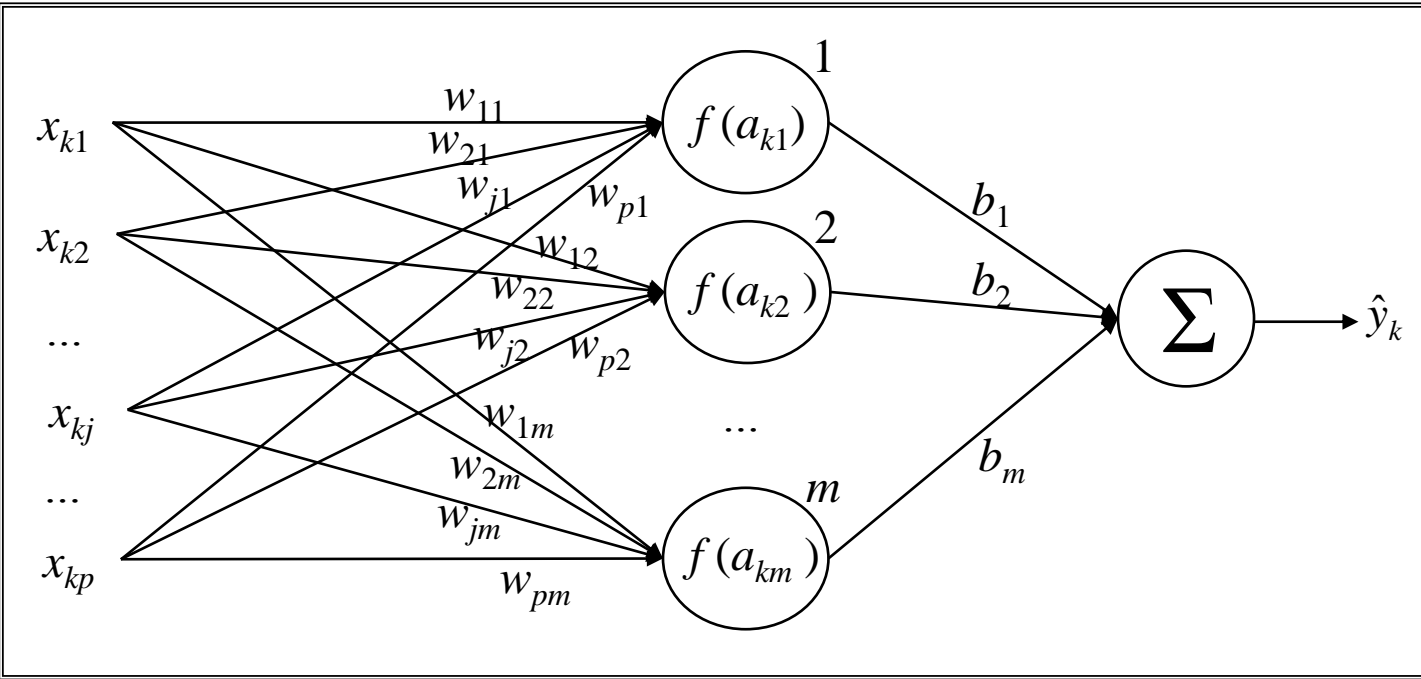 x_{k1}
x_{k2}
...
x_{kj}
...
x_{kp}
w_{11}
w_{21}
w_{j1}
w_{p1}
w_{12}
w_{22}
w_{j2}
w_{p2}
w_{1m}
w_{2m}
w_{jm}
w_{pm}
1
f(a_{k1})
2
f(a_{k2})
...
m
f(a_{km})
b_1
b_2
b_m
Σ
ŷ_k